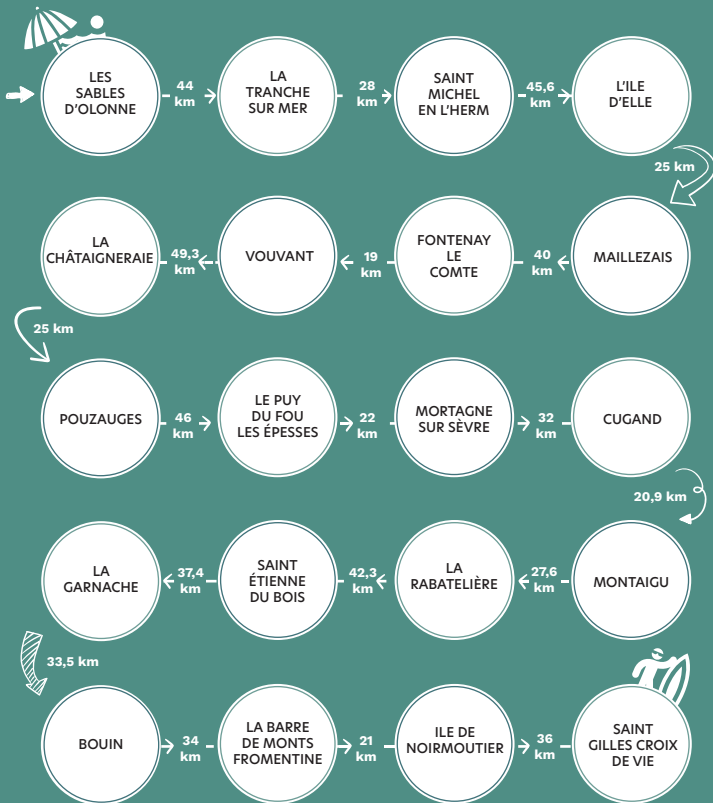 LES
SABLES
D'OLONNE
44
km
LA
TRANCHE
SUR MER
28
km
SAINT
MICHEL
EN L'HERM
45,6
km
L'ILE
D'ELLE
25 km
MAILLEZAIS
40
km
FONTENAY
LE
COMTE
19
km
VOUVANT
49,3
km
LA
CHÂTAIGNERAIE
25 km
POUZAUGES
46
km
LE PUY
DU FOU
LES ÉPESSES
22
km
MORTAGNE
SUR SÈVRE
32
km
CUGAND
20,9 km
MONTAIGU
27,6
km
LA
RABATELIÈRE
42,3
km
SAINT
ÉTIENNE
DU BOIS
37,4
km
LA
GARNACHE
33,5 km
BOUIN
34
km
LA BARRE
DE MONTS
FROMENTINE
21
km
ILE DE
NOIRMOUTIER
36
km
SAINT
GILLES CROIX
DE VIE